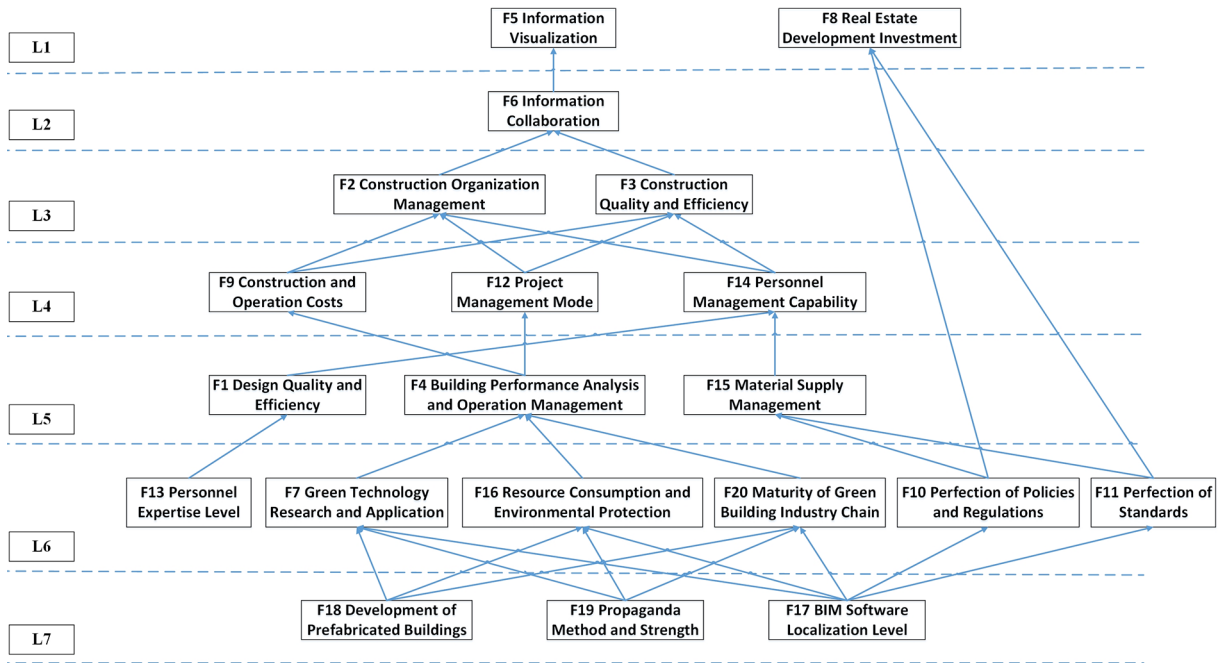 F5 Information
Visualization
F8 Real Estate
Development Investment
L1
F6 Information
Collaboration
L2
F2 Construction Organization
Management
F3 Construction
Quality and Efficiency
L3
F9 Construction and
Operation Costs
F12 Project
Management Mode
F14 Personnel
Management Capability
L4
F1 Design Quality and
Efficiency
F4 Building Performance Analysis
and Operation Management
F15 Material Supply
Management
L5
F13 Personnel
Expertise Level
F7 Green Technology
Research and Application
F16 Resource Consumption and
Environmental Protection
F20 Maturity of Green
Building Industry Chain
F10 Perfection of Policies
and Regulations
F11 Perfection of
Standards
L6
F18 Development of
Prefabricated Buildings
F19 Propaganda
Method and Strength
F17 BIM Software
Localization Level
L7